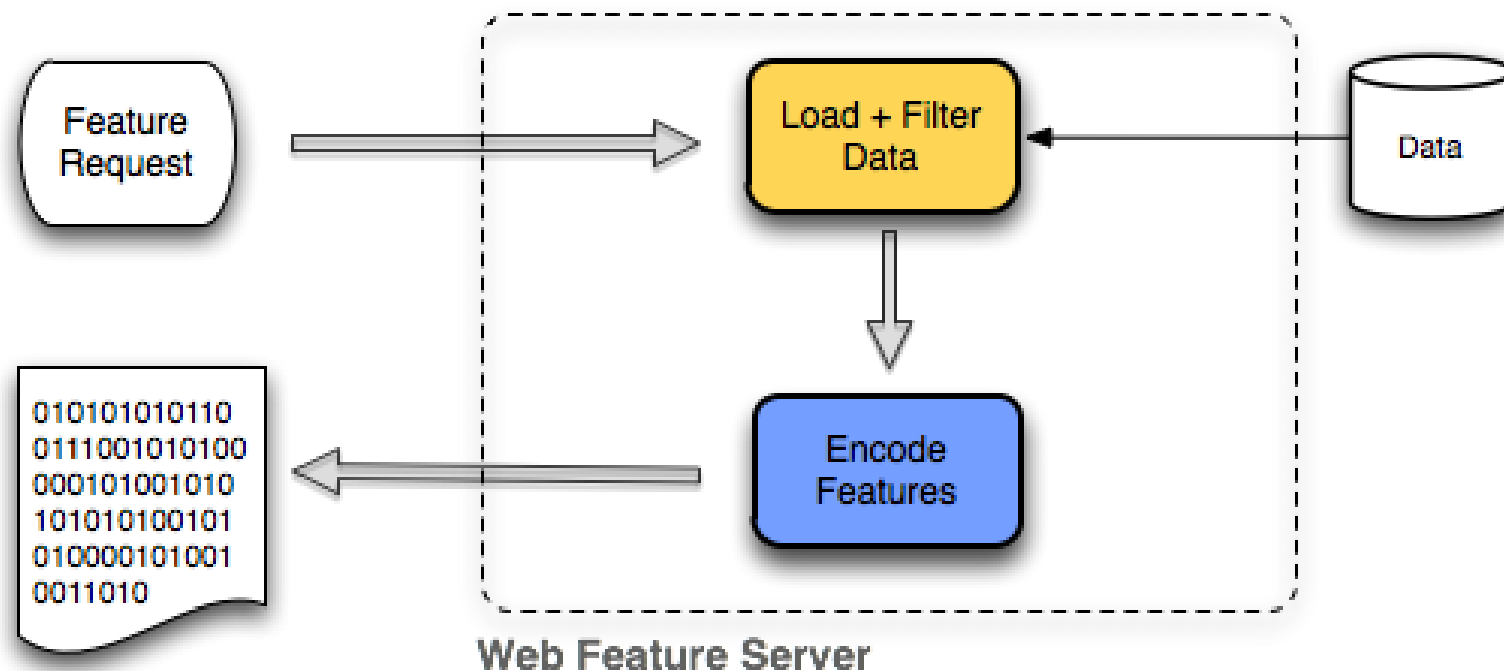 Feature
Request
Load + Filter
Data
Data
010101010110
0111001010100
000101001010
101010100101
010000101001
0011010
Encode
Features
Web Feature Server